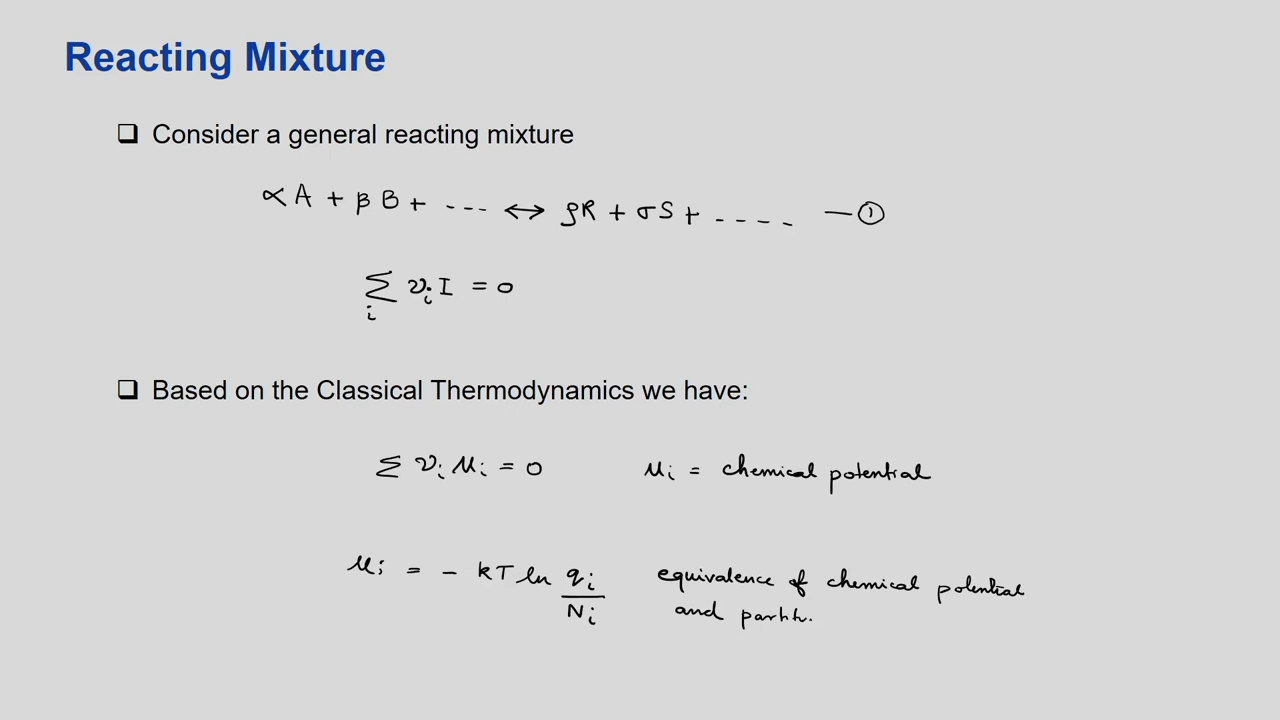 Reacting Mixture
❑ Consider a general reacting mixture
αA + βB + --- ↔ ρR + σS + ---- —①
∑ᵢ νᵢ I = 0
❑ Based on the Classical Thermodynamics we have:
∑ νᵢ μᵢ = 0 μᵢ = chemical potential
μᵢ = - kT ln qᵢ/Nᵢ equivalence of chemical potential
and